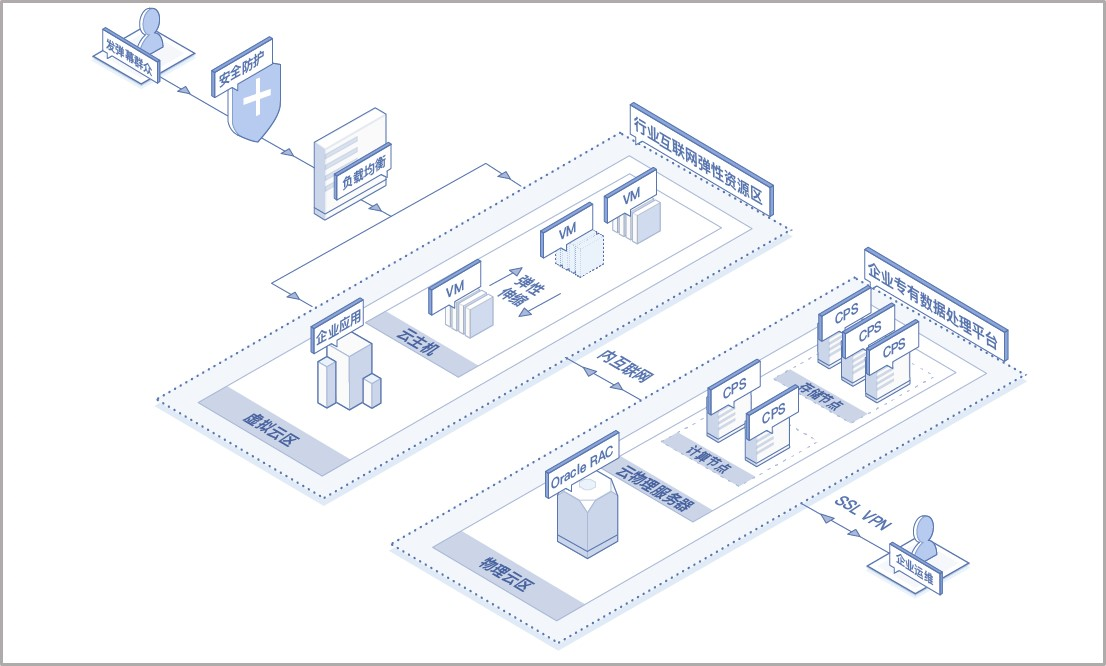 发弹幕群众
安全防护
负载均衡
行业互联网弹性资源区
VM
VM
VM
弹性
伸缩
云主机
企业应用
虚拟云区
内互联网
企业专有数据处理平台
CPS
CPS
CPS
存储节点
CPS
CPS
计算节点
Oracle RAC
云物理服务器
物理云区
SSL VPN
企业运维